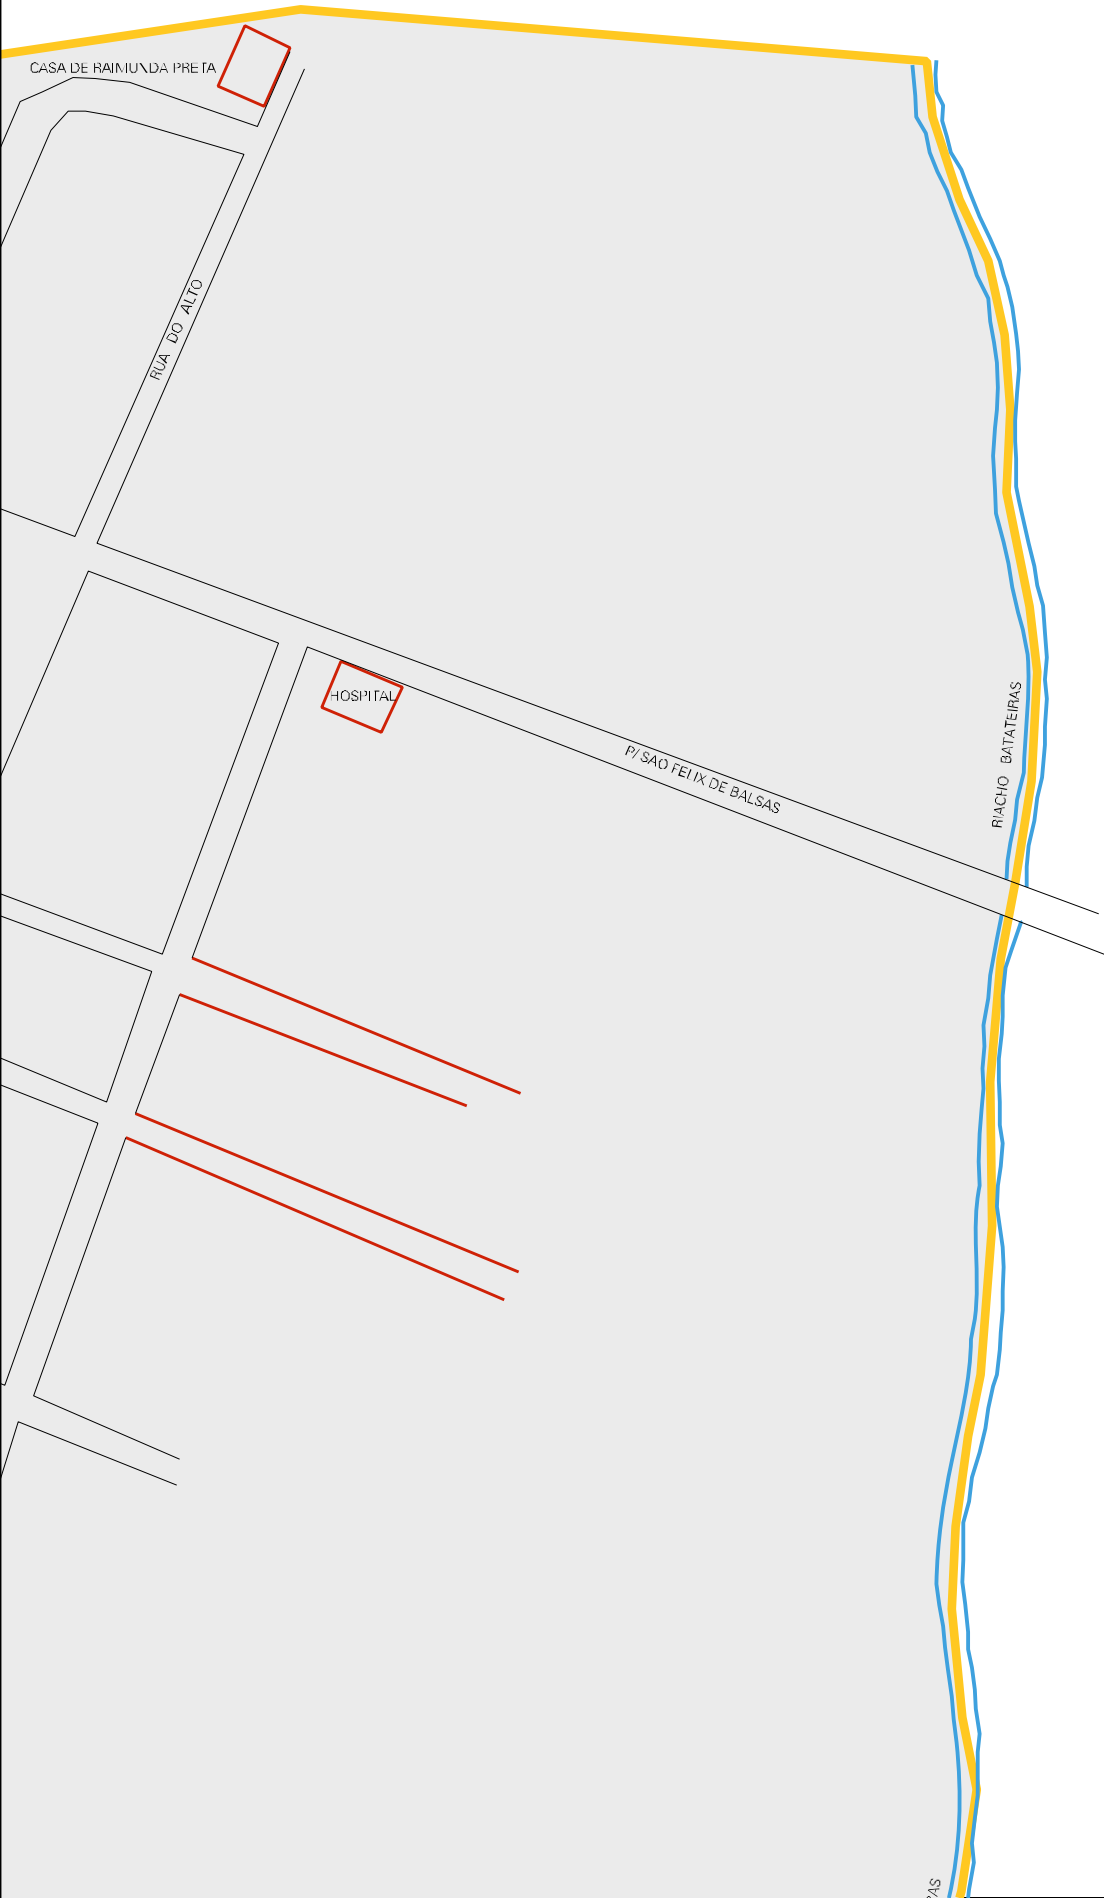 CASA DE RAIMUNDA PRETA
RUA DO ALTO
HOSPITAL
P/ SAO FELIX DE BALSAS
RIACHO BATATEIRAS